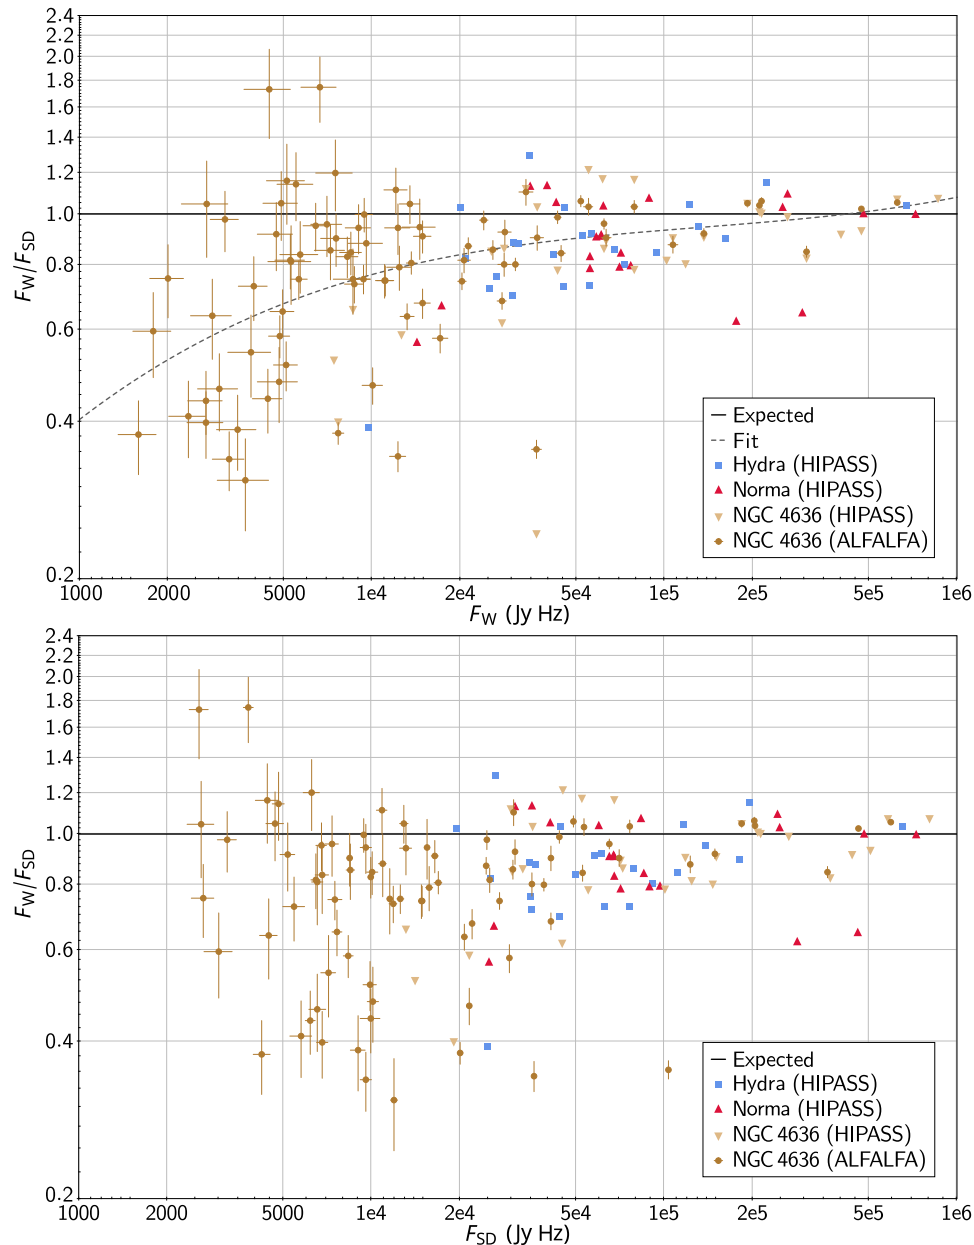 2.4
2.2
2.0
1.8
1.6
1.4
1.2
1.0
0.8
0.6
0.4
0.2
F_W/F_SD
1000 2000 5000 1e4 2e4 5e4 1e5 2e5 5e5 1e6
F_W (Jy Hz)
Expected
Fit
Hydra (HIPASS)
Norma (HIPASS)
NGC 4636 (HIPASS)
NGC 4636 (ALFALFA)
2.4
2.2
2.0
1.8
1.6
1.4
1.2
1.0
0.8
0.6
0.4
0.2
F_W/F_SD
1000 2000 5000 1e4 2e4 5e4 1e5 2e5 5e5 1e6
F_SD (Jy Hz)
Expected
Hydra (HIPASS)
Norma (HIPASS)
NGC 4636 (HIPASS)
NGC 4636 (ALFALFA)